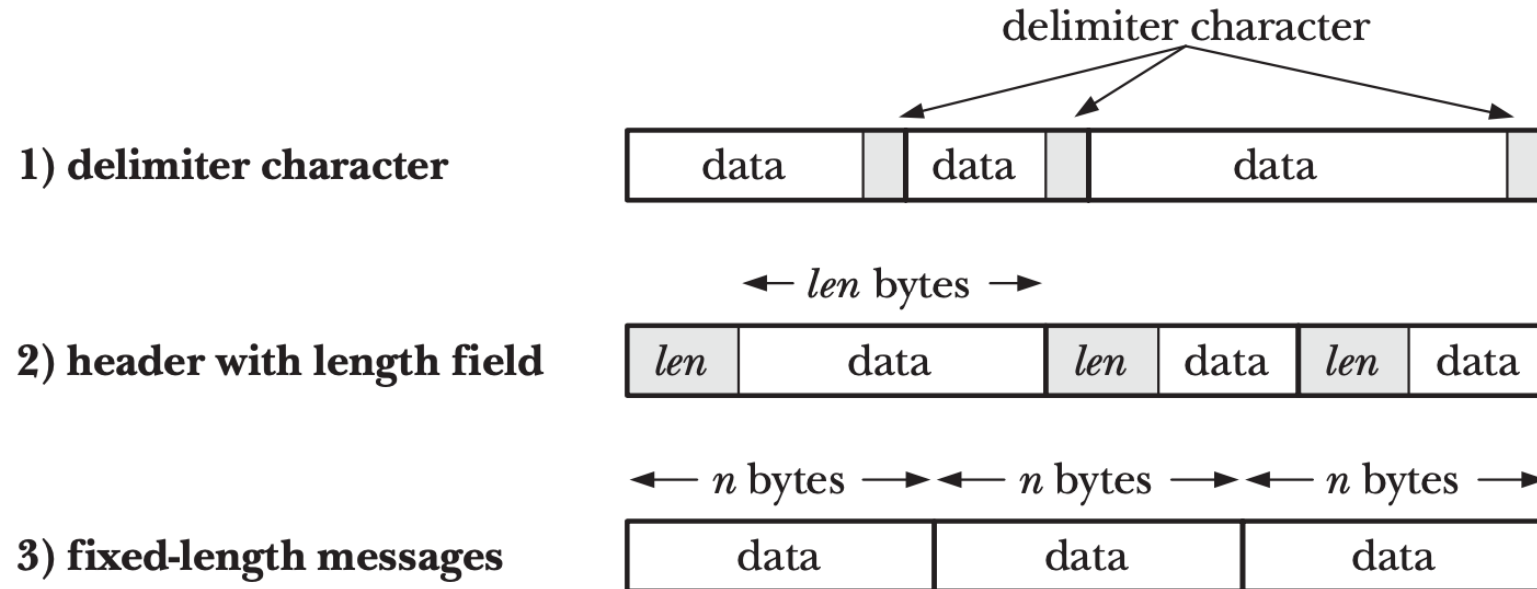 delimiter character
1) delimiter character data data data
len bytes
2) header with length field len data len data len data
n bytes n bytes n bytes
3) fixed-length messages data data data